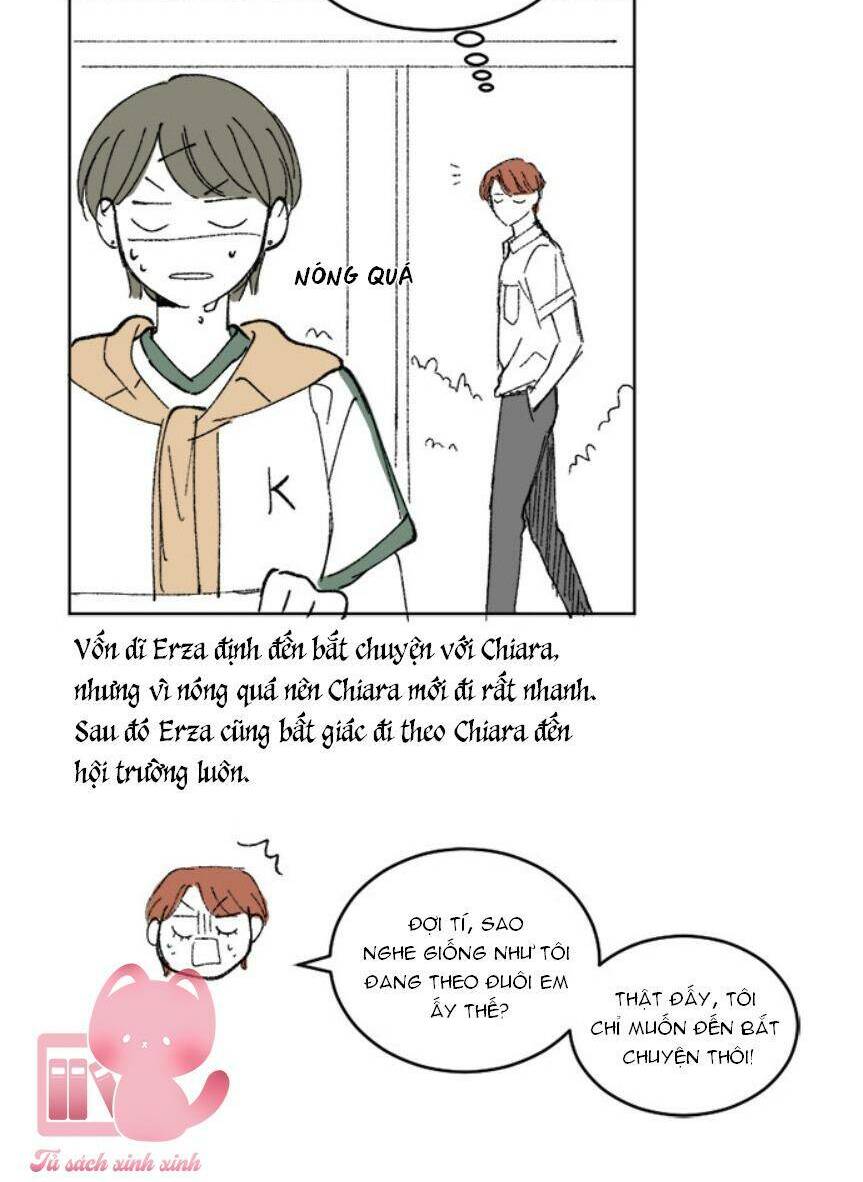 NÓNG QUÁ
K
Vốn dĩ Erza định đến bắt chuyện với Chiara,
nhưng vì nóng quá nên Chiara mới đi rất nhanh.
Sau đó Erza cũng bất giác đi theo Chiara đến
hội trường luôn.
ĐỢI TÍ, SAO
NGHE GIỐNG NHƯ TÔI
ĐANG THEO ĐUÔI EM
ẤY THẾ?
THẬT ĐẤY, TÔI
CHỈ MUỐN ĐẾN BẮT
CHUYỆN THÔI!
Tủ sách xinh xinh